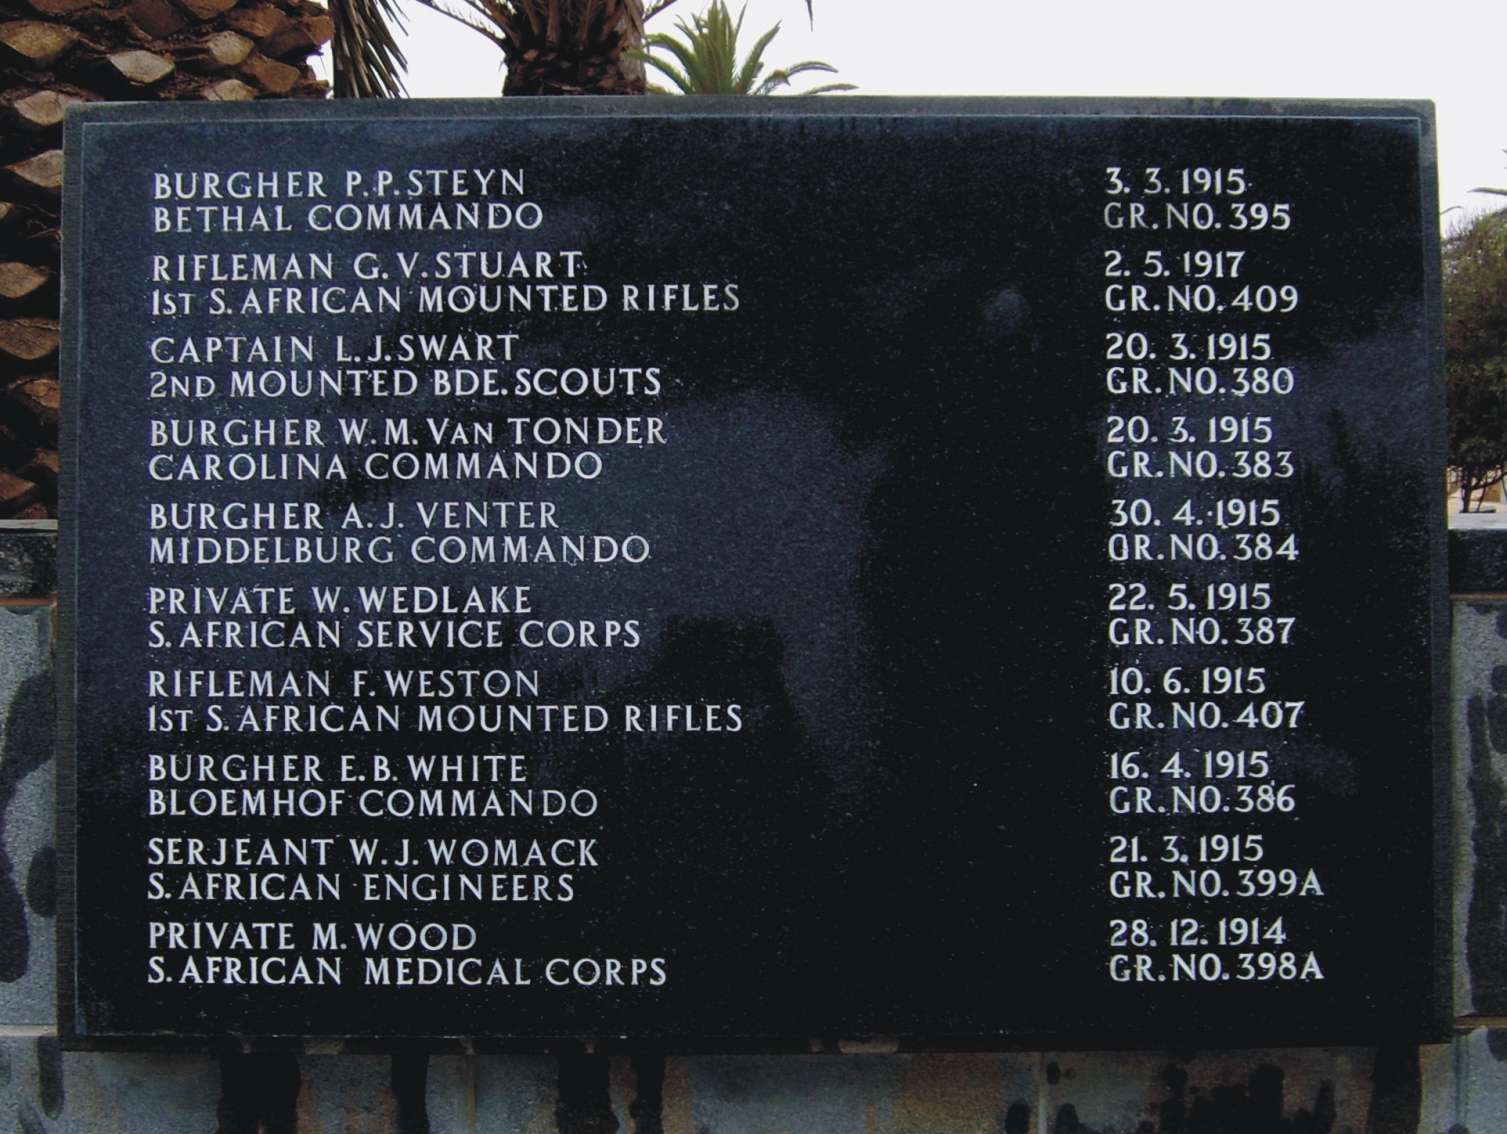 BURGHER P.P. STEYN 3. 3. 1915
BETHAL COMMANDO GR. NO. 395
RIFLEMAN G. V. STUART 2. 5. 1917
1ST S. AFRICAN MOUNTED RIFLES GR. NO. 409
CAPTAIN L. J. SWART 20. 3. 1915
2ND MOUNTED BDE. SCOUTS GR. NO. 380
BURGHER W. M. VAN TONDER 20. 3. 1915
CAROLINA COMMANDO GR. NO. 383
BURGHER A. J. VENTER 30. 4. 1915
MIDDELBURG COMMANDO GR. NO. 384
PRIVATE W. WEDLAKE 22. 5. 1915
S. AFRICAN SERVICE CORPS GR. NO. 387
RIFLEMAN F. WESTON 10. 6. 1915
1ST S. AFRICAN MOUNTED RIFLES GR. NO. 407
BURGHER E. B. WHITE 16. 4. 1915
BLOEMHOF COMMANDO GR. NO. 386
SERJEANT W. J. WOMACK 21. 3. 1915
S. AFRICAN ENGINEERS GR. NO. 399A
PRIVATE M. WOOD 28. 12. 1914
S. AFRICAN MEDICAL CORPS GR. NO. 398A